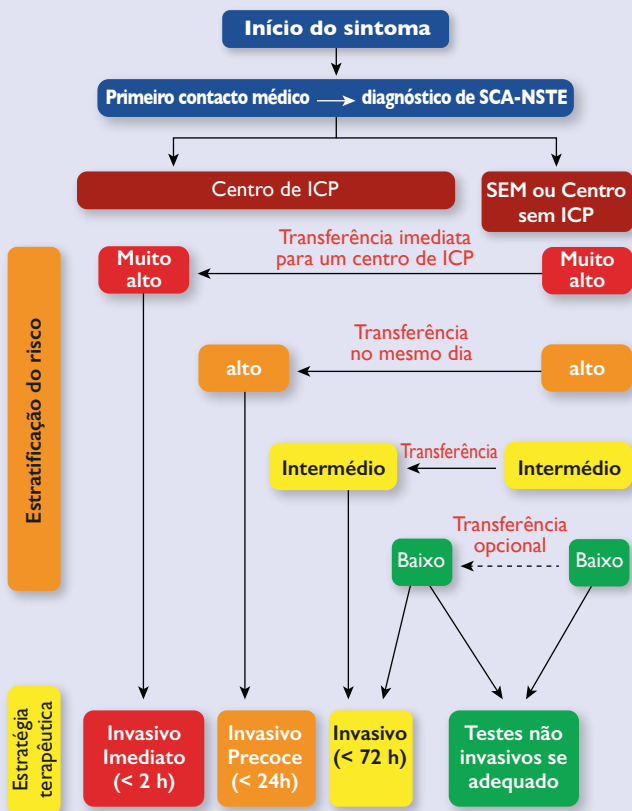 Início do sintoma
Primeiro contacto médico → diagnóstico de SCA-NSTE
Centro de ICP
SEM ou Centro
sem ICP
Estratificação do risco
Muito
alto
Transferência imediata
para um centro de ICP
Muito
alto
alto
Transferência
no mesmo dia
alto
Intermédio
Transferência
Intermédio
Baixo
Transferência
opcional
Baixo
Estratégia
terapêutica
Invasivo
Imediato
(< 2 h)
Invasivo
Precoce
(< 24h)
Invasivo
(< 72 h)
Testes não
invasivos se
adequado